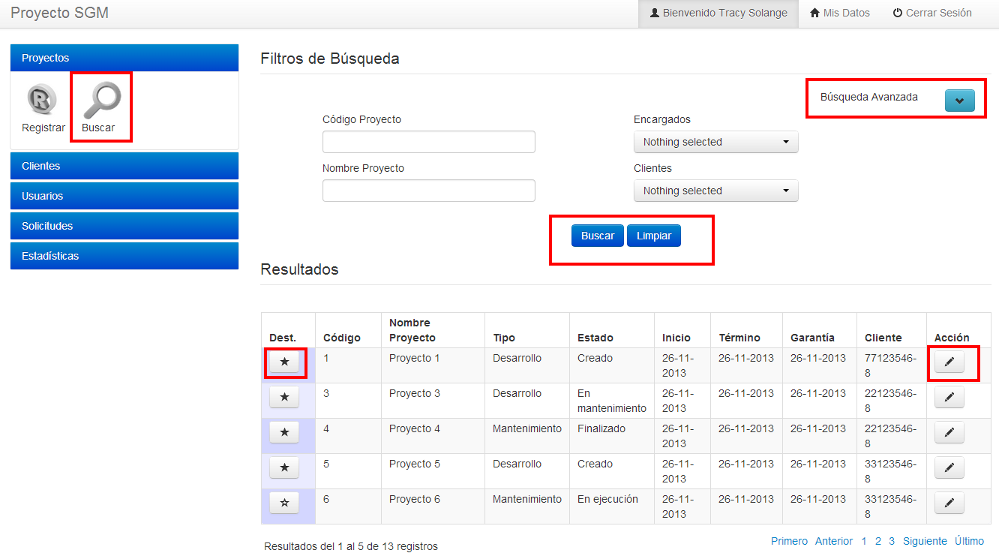 Proyecto SGM
Bienvenido Tracy Solange
Mis Datos
Cerrar Sesión
Proyectos
R
Registrar
Buscar
Clientes
Usuarios
Solicitudes
Estadísticas
Filtros de Búsqueda
Búsqueda Avanzada
Código Proyecto
Encargados
Nothing selected
Nombre Proyecto
Clientes
Nothing selected
Buscar Limpiar
Resultados
Dest. Código Nombre Proyecto Tipo Estado Inicio Término Garantía Cliente Acción
★ 1 Proyecto 1 Desarrollo Creado 26-11-2013 26-11-2013 26-11-2013 77123546-8
★ 3 Proyecto 3 Desarrollo En mantenimiento 26-11-2013 26-11-2013 26-11-2013 22123546-8
★ 4 Proyecto 4 Mantenimiento Finalizado 26-11-2013 26-11-2013 26-11-2013 22123546-8
★ 5 Proyecto 5 Desarrollo Creado 26-11-2013 26-11-2013 26-11-2013 33123546-8
☆ 6 Proyecto 6 Mantenimiento En ejecución 26-11-2013 26-11-2013 26-11-2013 33123546-8
Resultados del 1 al 5 de 13 registros
Primero Anterior 1 2 3 Siguiente Último